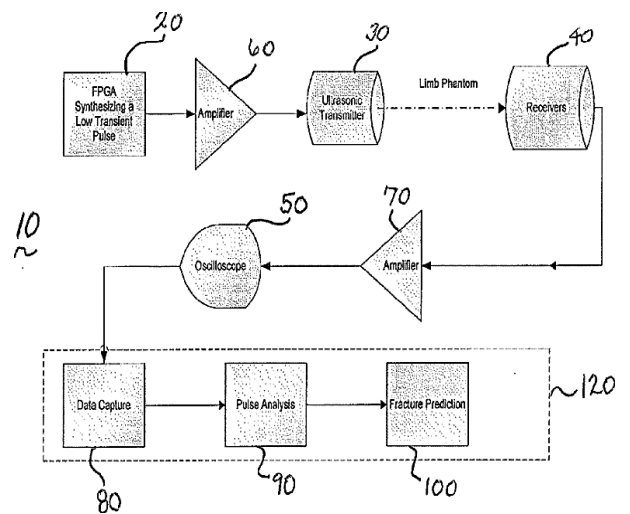 20
60
30
40
FPGA
Synthesizing a
Low Transient
Pulse
Amplifier
Ultrasonic
Transmitter
Limb Phantom
Receivers
10
50
70
Oscilloscope
Amplifier
Data Capture
Pulse Analysis
Fracture Prediction
120
80
90
100